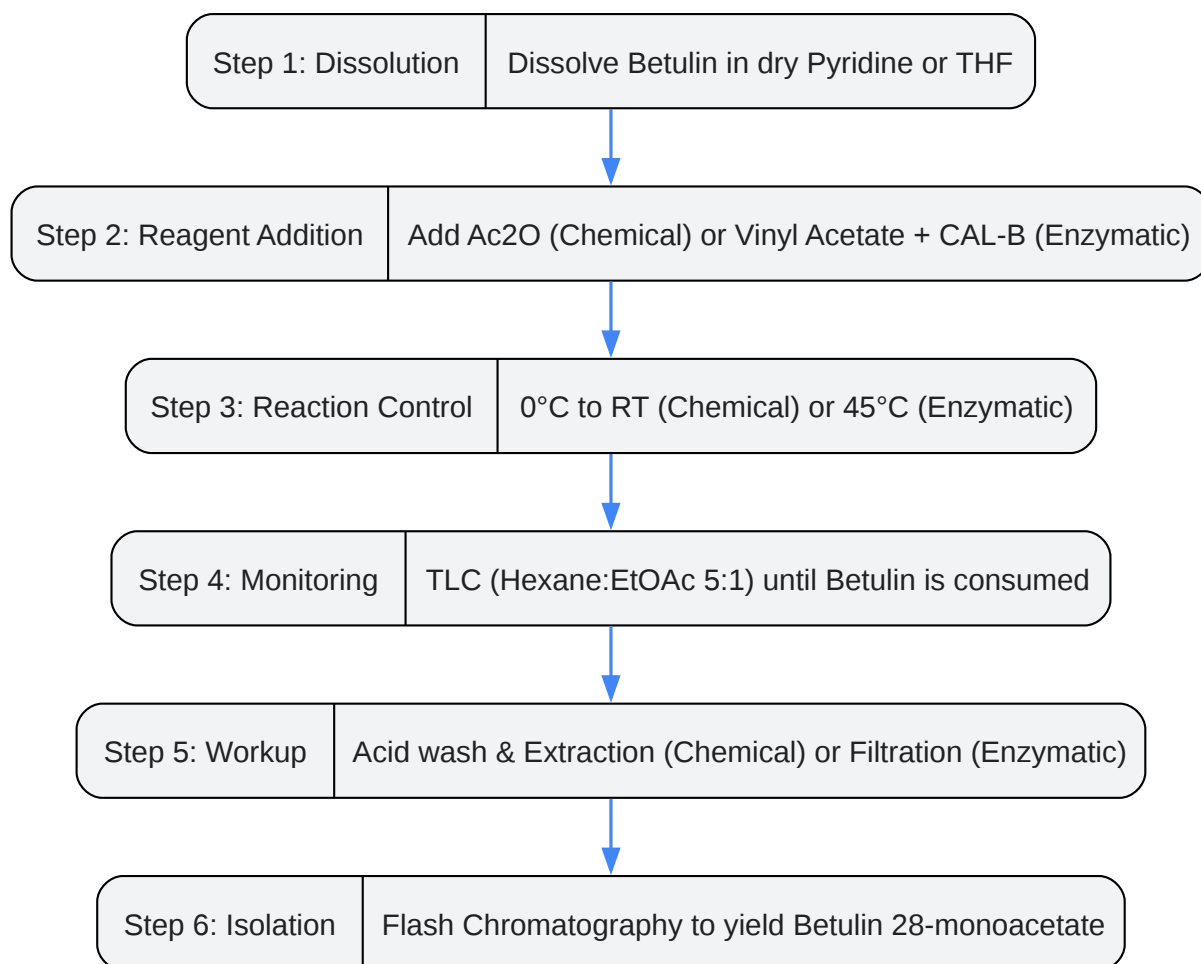 Step 1: Dissolution Dissolve Betulin in dry Pyridine or THF
Step 2: Reagent Addition Add Ac2O (Chemical) or Vinyl Acetate + CAL-B (Enzymatic)
Step 3: Reaction Control 0°C to RT (Chemical) or 45°C (Enzymatic)
Step 4: Monitoring TLC (Hexane:EtOAc 5:1) until Betulin is consumed
Step 5: Workup Acid wash & Extraction (Chemical) or Filtration (Enzymatic)
Step 6: Isolation Flash Chromatography to yield Betulin 28-monoacetate